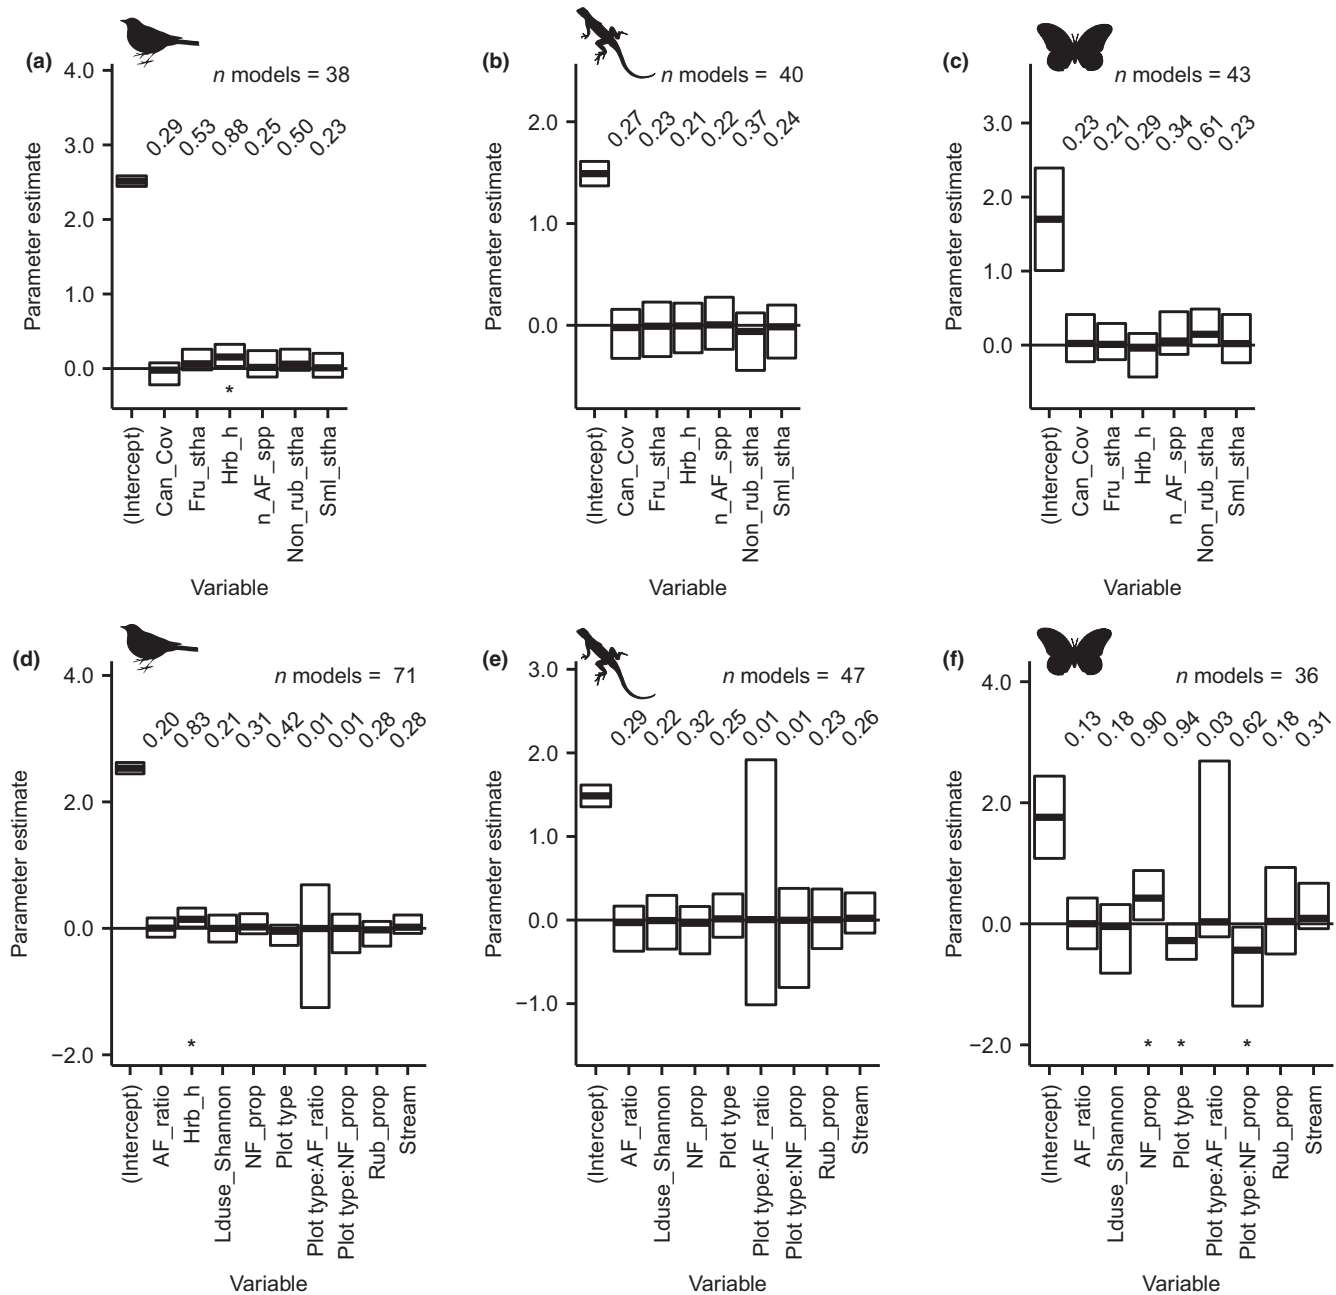 (a)
n models = 38
0.29 0.53 0.88 0.25 0.50 0.23
4.0
3.0
2.0
1.0
0.0
Parameter estimate
*
(Intercept)
Can_Cov
Fru_stha
Hrb_h
n_AF_spp
Non_rub_stha
Sml_stha
Variable
(b)
n models = 40
0.27 0.23 0.21 0.22 0.37 0.24
2.0
1.0
0.0
Parameter estimate
(Intercept)
Can_Cov
Fru_stha
Hrb_h
n_AF_spp
Non_rub_stha
Sml_stha
(c)
n models = 43
0.23 0.21 0.29 0.34 0.61 0.23
3.0
2.0
1.0
0.0
Parameter estimate
(Intercept)
Can_Cov
Fru_stha
Hrb_h
n_AF_spp
Non_rub_stha
Sml_stha
(d)
n models = 71
0.20 0.83 0.21 0.31 0.42 0.01 0.01 0.28 0.28
4.0
2.0
0.0
−2.0
Parameter estimate
*
(Intercept)
AF_ratio
Hrb_h
Lduse_Shannon
NF_prop
Plot type
Plot type:AF_ratio
Plot type:NF_prop
Rub_prop
Stream
Variable
(e)
n models = 47
0.29 0.22 0.32 0.25 0.01 0.01 0.23 0.26
3.0
2.0
1.0
0.0
−1.0
Parameter estimate
(Intercept)
AF_ratio
Lduse_Shannon
NF_prop
Plot type
Plot type:AF_ratio
Plot type:NF_prop
Rub_prop
Stream
Variable
(f)
n models = 36
0.13 0.18 0.90 0.94 0.03 0.62 0.18 0.31
4.0
2.0
0.0
−2.0
Parameter estimate
* * *
(Intercept)
AF_ratio
Lduse_Shannon
NF_prop
Plot type
Plot type:AF_ratio
Plot type:NF_prop
Rub_prop
Stream
Variable